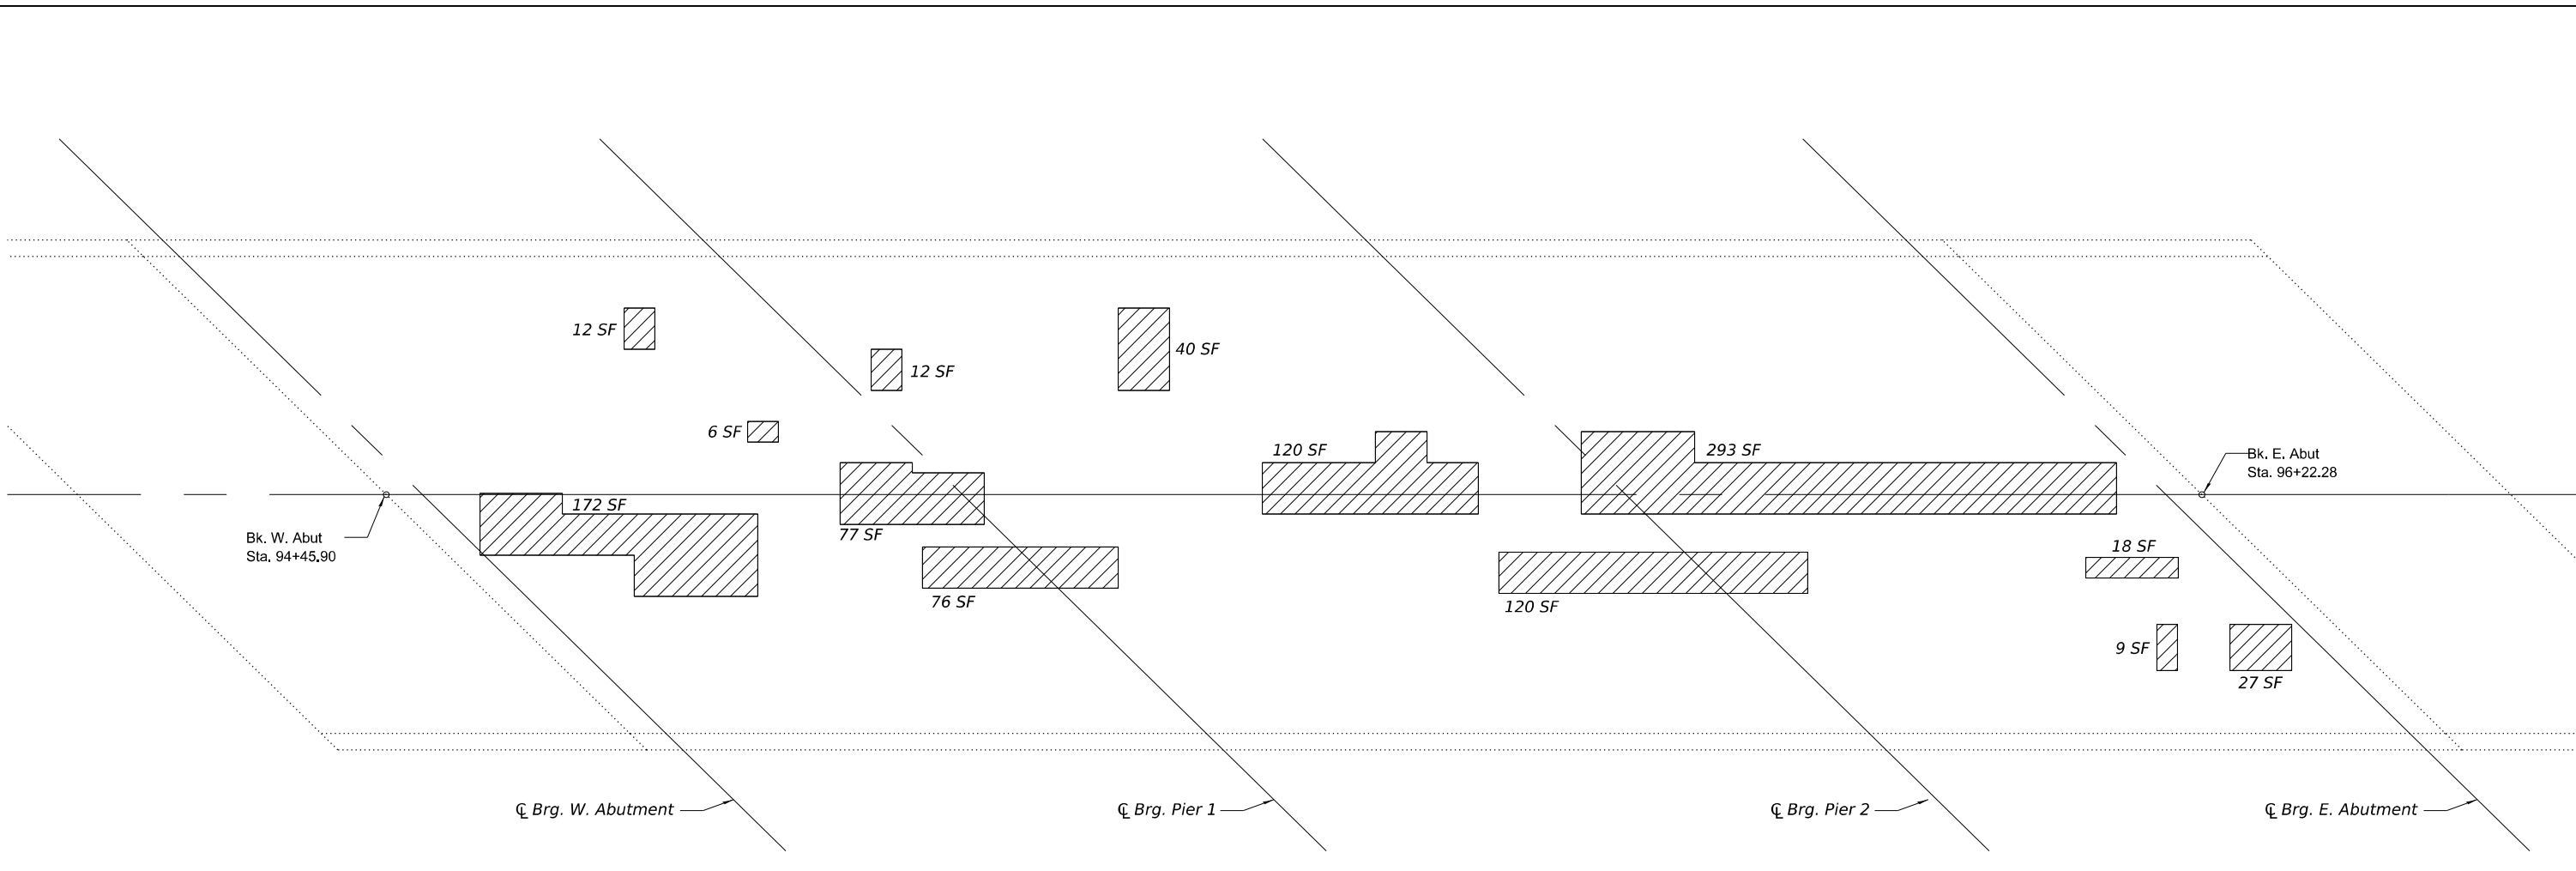 12 SF
40 SF
12 SF
6 SF
120 SF
293 SF
Bk. E. Abut
Sta. 96+22.28
172 SF
77 SF
Bk. W. Abut
Sta. 94+45.90
18 SF
76 SF
120 SF
9 SF
27 SF
℄ Brg. W. Abutment
℄ Brg. Pier 1
℄ Brg. Pier 2
℄ Brg. E. Abutment